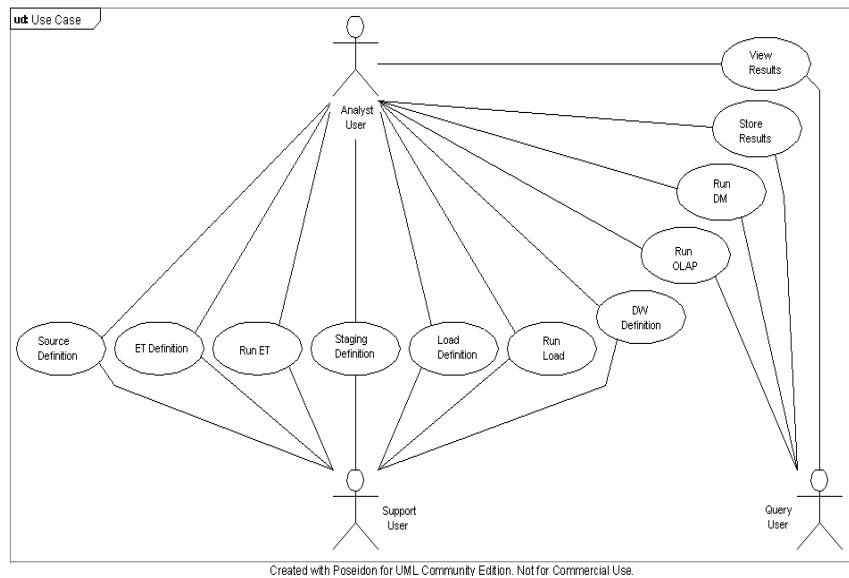 ud: Use Case
View
Results
Analyst
User
Store
Results
Run
DM
Run
OLAP
DW
Definition
Source
Definition
ET Definition
Run ET
Staging
Definition
Load
Definition
Run
Load
Support
User
Query
User
Created with Poseidon for UML Community Edition. Not for Commercial Use.